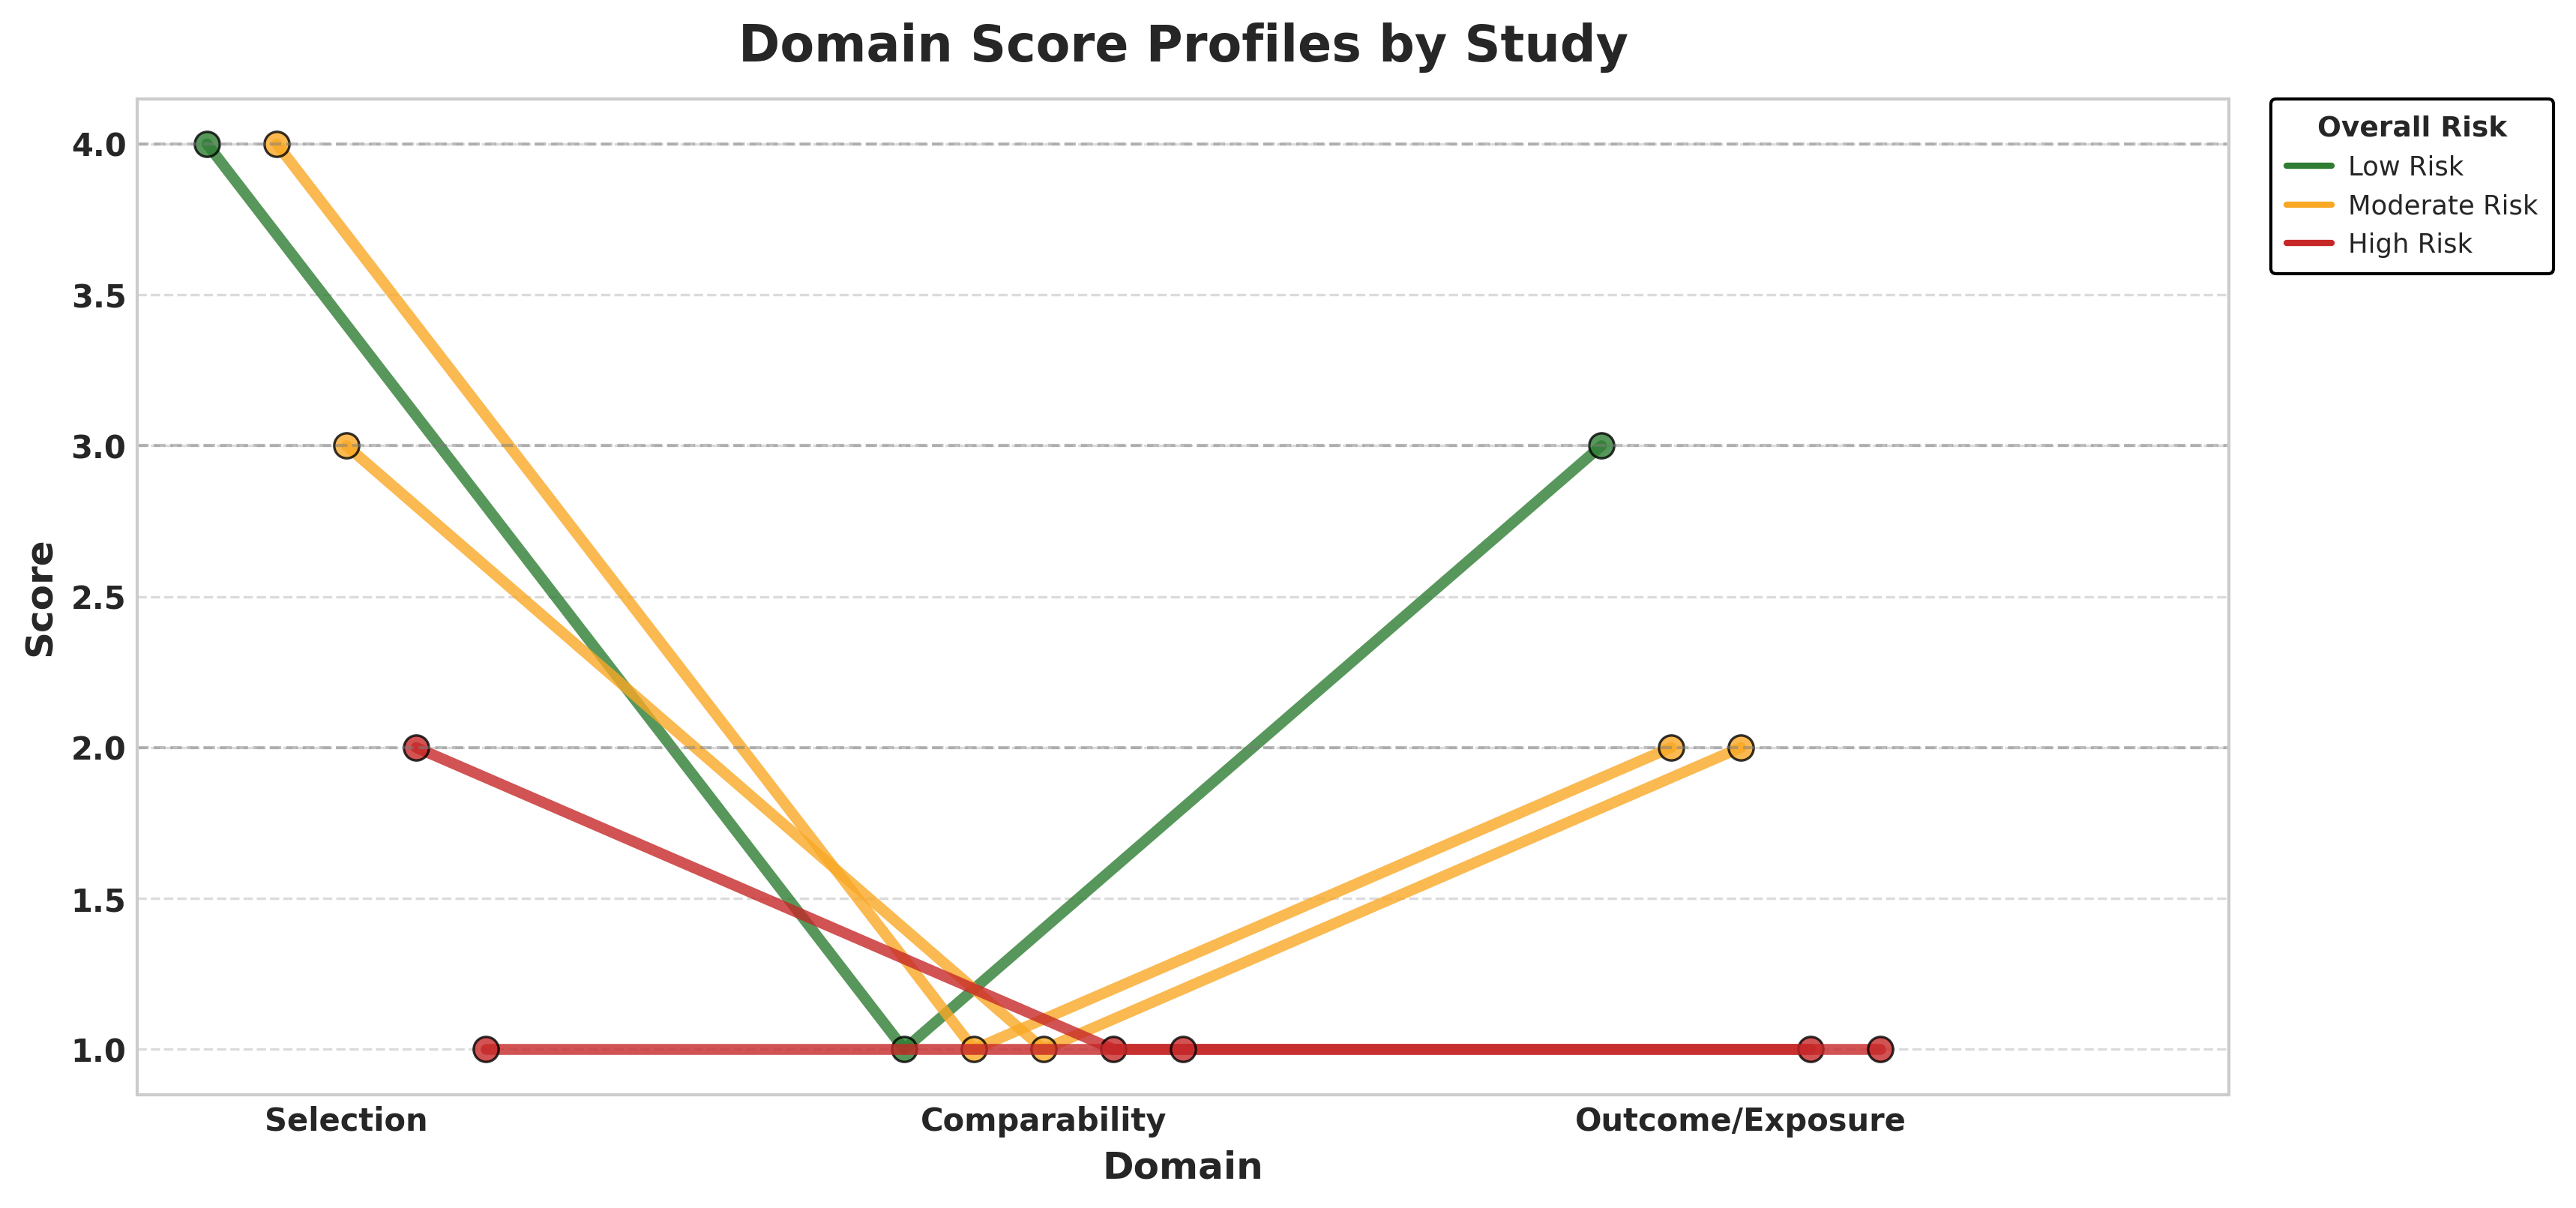 Domain Score Profiles by Study
Overall Risk
Low Risk
Moderate Risk
High Risk
Score
4.0
3.5
3.0
2.5
2.0
1.5
1.0
Selection
Comparability
Outcome/Exposure
Domain